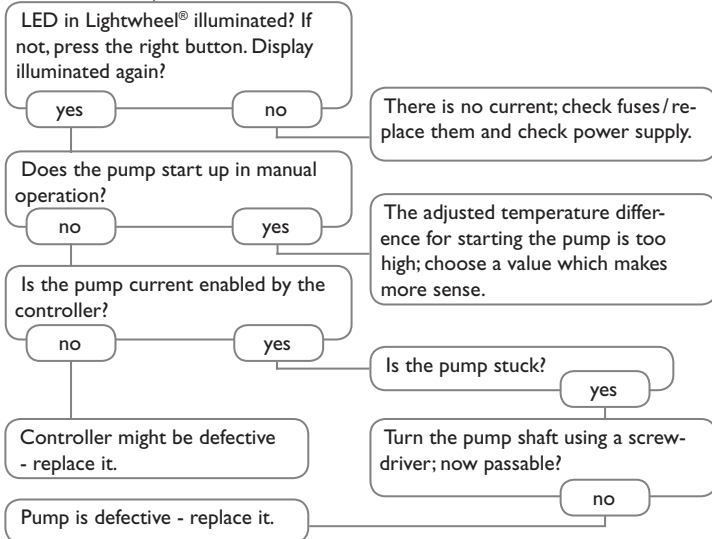 LED in Lightwheel® illuminated? If
not, press the right button. Display
illuminated again?
yes
no
There is no current; check fuses/re-
place them and check power supply.
Does the pump start up in manual
operation?
no
yes
The adjusted temperature differ-
ence for starting the pump is too
high; choose a value which makes
more sense.
Is the pump current enabled by the
controller?
no
yes
Is the pump stuck?
yes
Controller might be defective
- replace it.
Turn the pump shaft using a screw-
driver; now passable?
no
Pump is defective - replace it.